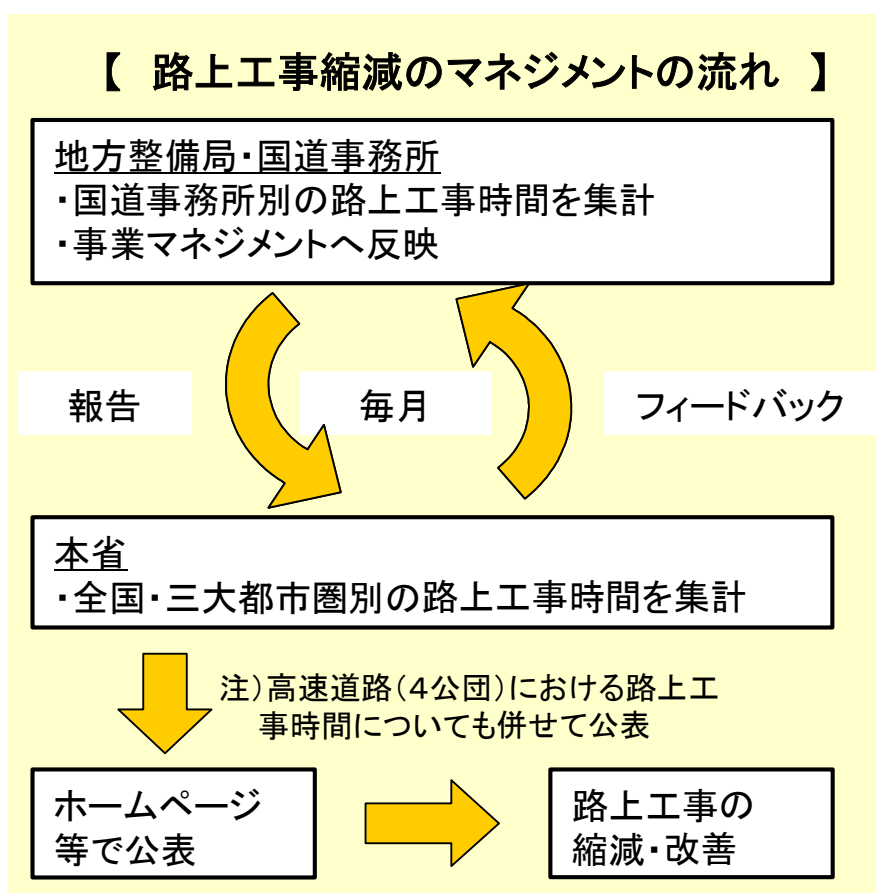 【 路上工事縮減のマネジメントの流れ 】
地方整備局・国道事務所
・国道事務所別の路上工事時間を集計
・事業マネジメントへ反映
報告
毎月
フィードバック
本省
・全国・三大都市圏別の路上工事時間を集計
注）高速道路（４公団）における路上工
事時間についても併せて公表
ホームページ
等で公表
路上工事の
縮減・改善